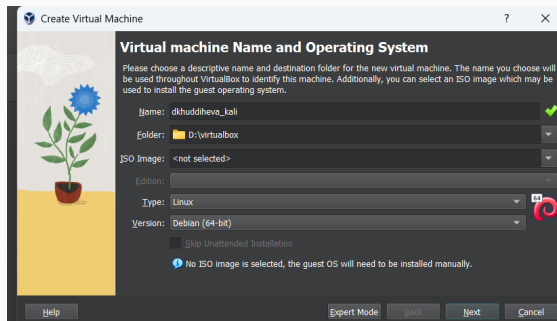 Create Virtual Machine
Virtual machine Name and Operating System
Please choose a descriptive name and destination folder for the new virtual machine. The name you choose will
be used throughout VirtualBox to identify this machine. Additionally, you can select an ISO image which may be
used to install the guest operating system.
Name: dkhuddiheva_kali
Folder: D:\virtualbox
ISO Image: <not selected>
Edition:
Type: Linux
64
Version: Debian (64-bit)
Skip Unattended Installation
No ISO image is selected, the guest OS will need to be installed manually.
Help Expert Mode Back Next Cancel